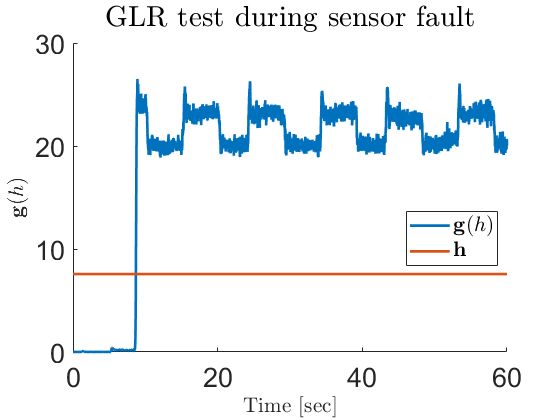 GLR test during sensor fault
30
20
10
0
g(h)
g(h)
h
0 20 40 60
Time [sec]